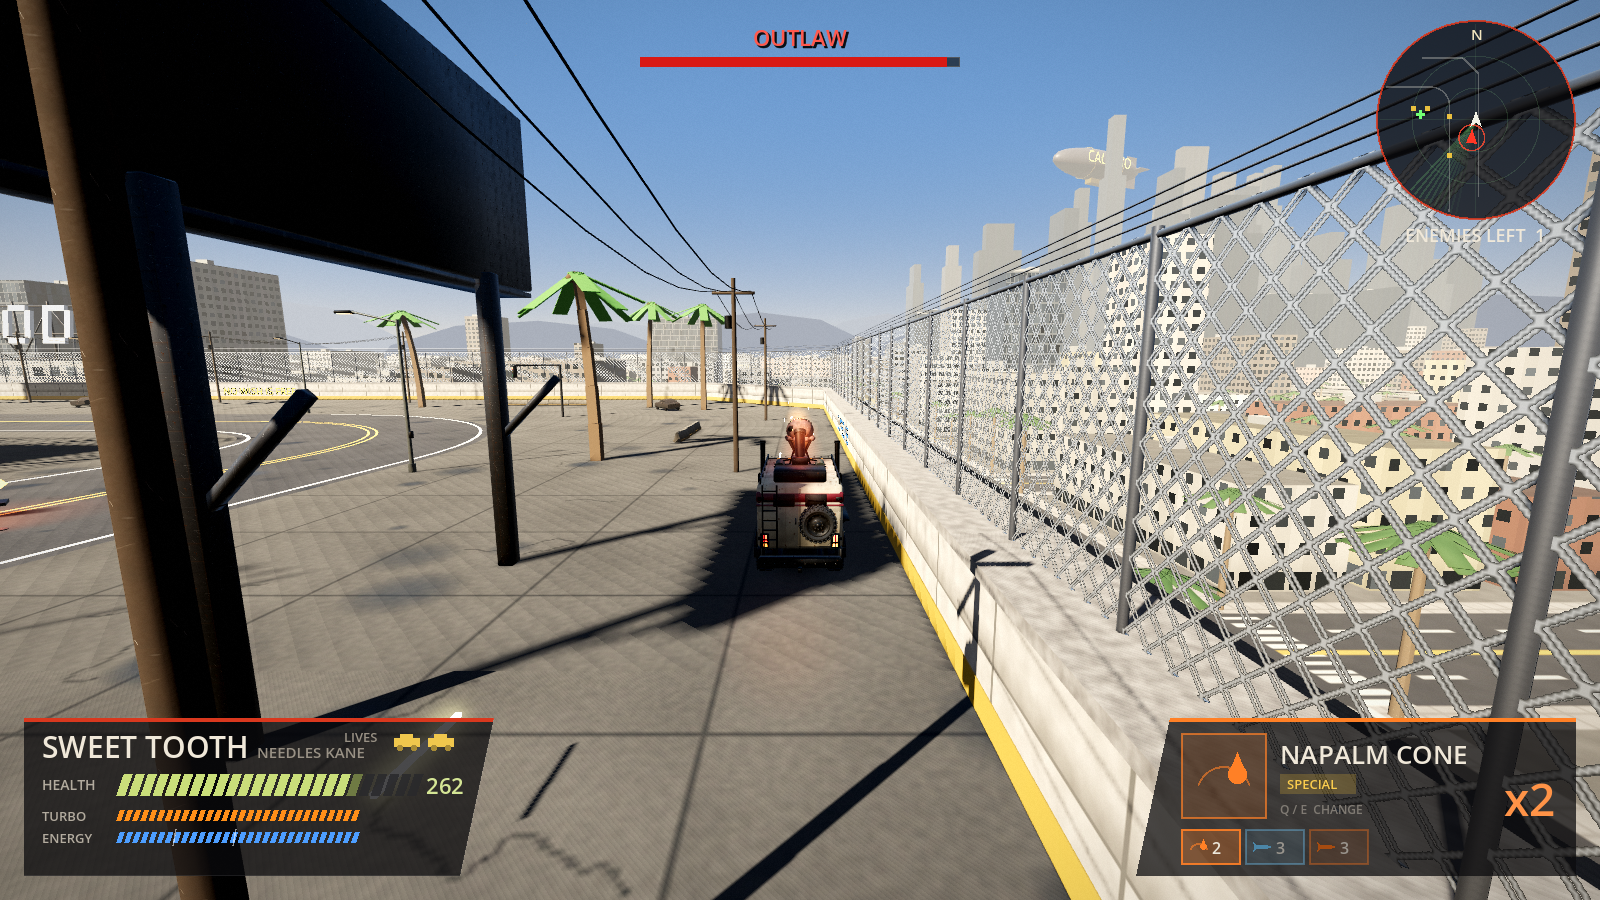 OUTLAW
N
ENEMIES LEFT 1
SWEET TOOTH
NEEDLES KANE
LIVES
HEALTH
262
TURBO
ENERGY
NAPALM CONE
SPECIAL
Q / E CHANGE
x2
2
3
3